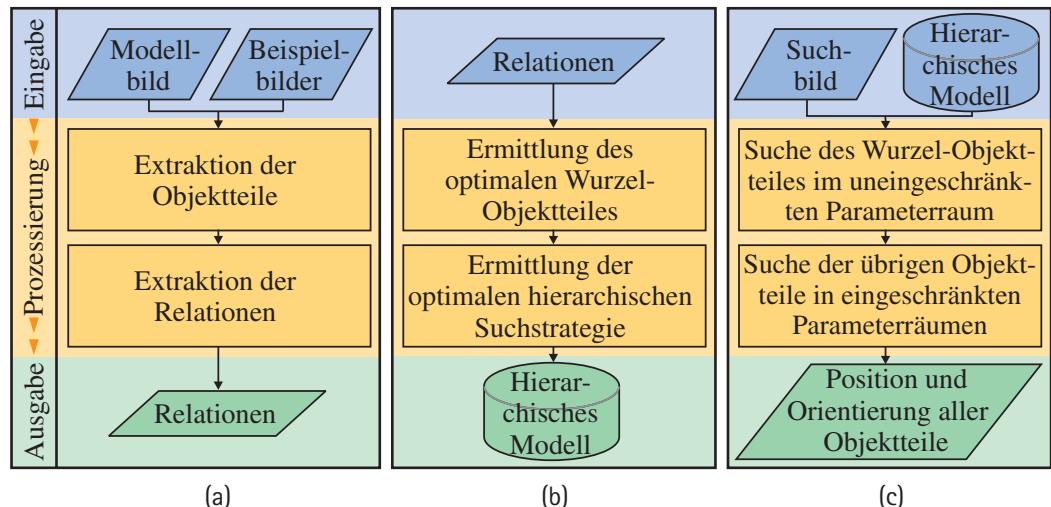 Eingabe
Prozessierung
Ausgabe
Modell-
bild
Beispiel-
bilder
Extraktion der
Objektteile
Extraktion der
Relationen
Relationen
(a)
Relationen
Ermittlung des
optimalen Wurzel-
Objektteiles
Ermittlung der
optimalen hierarchischen
Suchstrategie
Hierar-
chisches
Modell
(b)
Such-
bild
Hierar-
chisches
Modell
Suche des Wurzel-Objekt-
teiles im uneingeschränk-
ten Parameterraum
Suche der übrigen Objekt-
teile in eingeschränkten
Parameterräumen
Position und
Orientierung aller
Objektteile
(c)